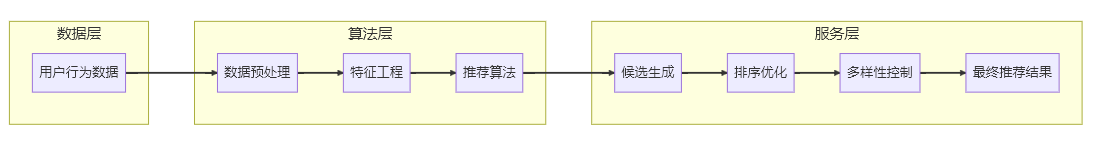 数据层
用户行为数据
算法层
数据预处理
特征工程
推荐算法
服务层
候选生成
排序优化
多样性控制
最终推荐结果